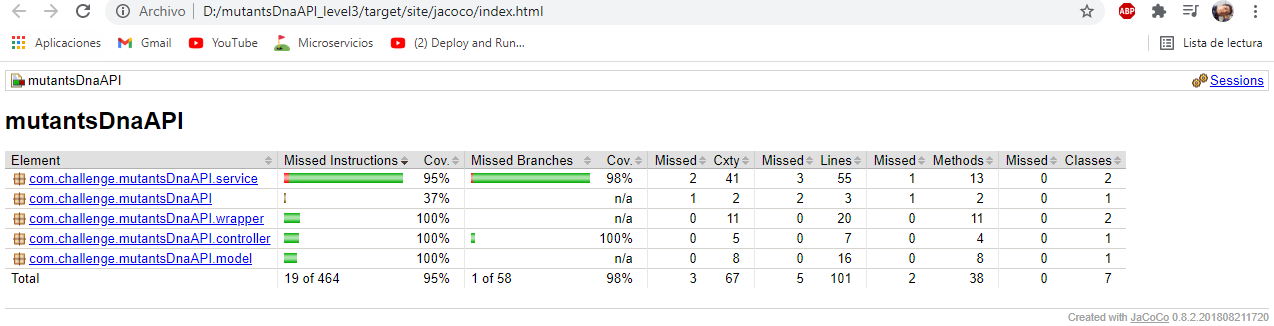 Archivo D:/mutantsDnaAPI_level3/target/site/jacoco/index.html ABP
Aplicaciones Gmail YouTube Microservicios (2) Deploy and Run... Lista de lectura
mutantsDnaAPI Sessions
mutantsDnaAPI
Element Missed Instructions Cov. Missed Branches Cov. Missed Cxty Missed Lines Missed Methods Missed Classes
com.challenge.mutantsDnaAPI.service 95% 98% 2 41 3 55 1 13 0 2
com.challenge.mutantsDnaAPI 37% n/a 1 2 2 3 1 2 0 1
com.challenge.mutantsDnaAPI.wrapper 100% n/a 0 11 0 20 0 11 0 2
com.challenge.mutantsDnaAPI.controller 100% 100% 0 5 0 7 0 4 0 1
com.challenge.mutantsDnaAPI.model 100% n/a 0 8 0 16 0 8 0 1
Total 19 of 464 95% 1 of 58 98% 3 67 5 101 2 38 0 7
Created with JaCoCo 0.8.2.201808211720